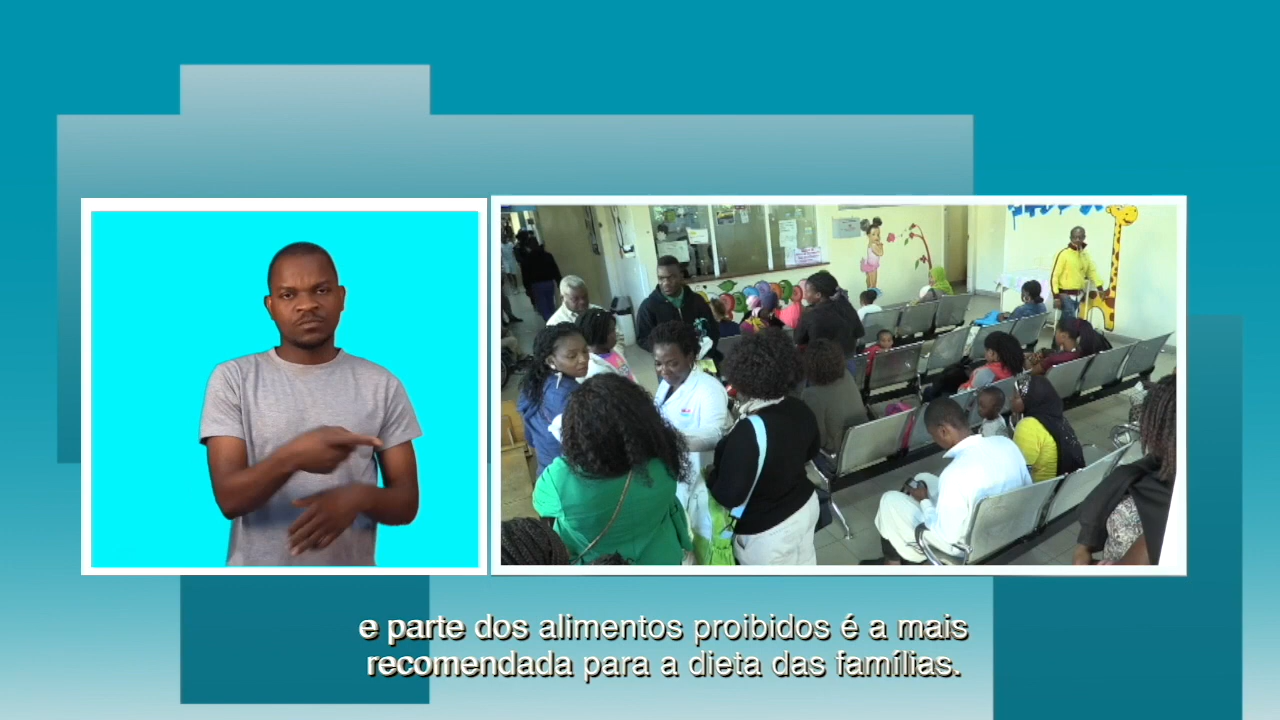 e parte dos alimentos proibidos é a mais
recomendada para a dieta das famílias.